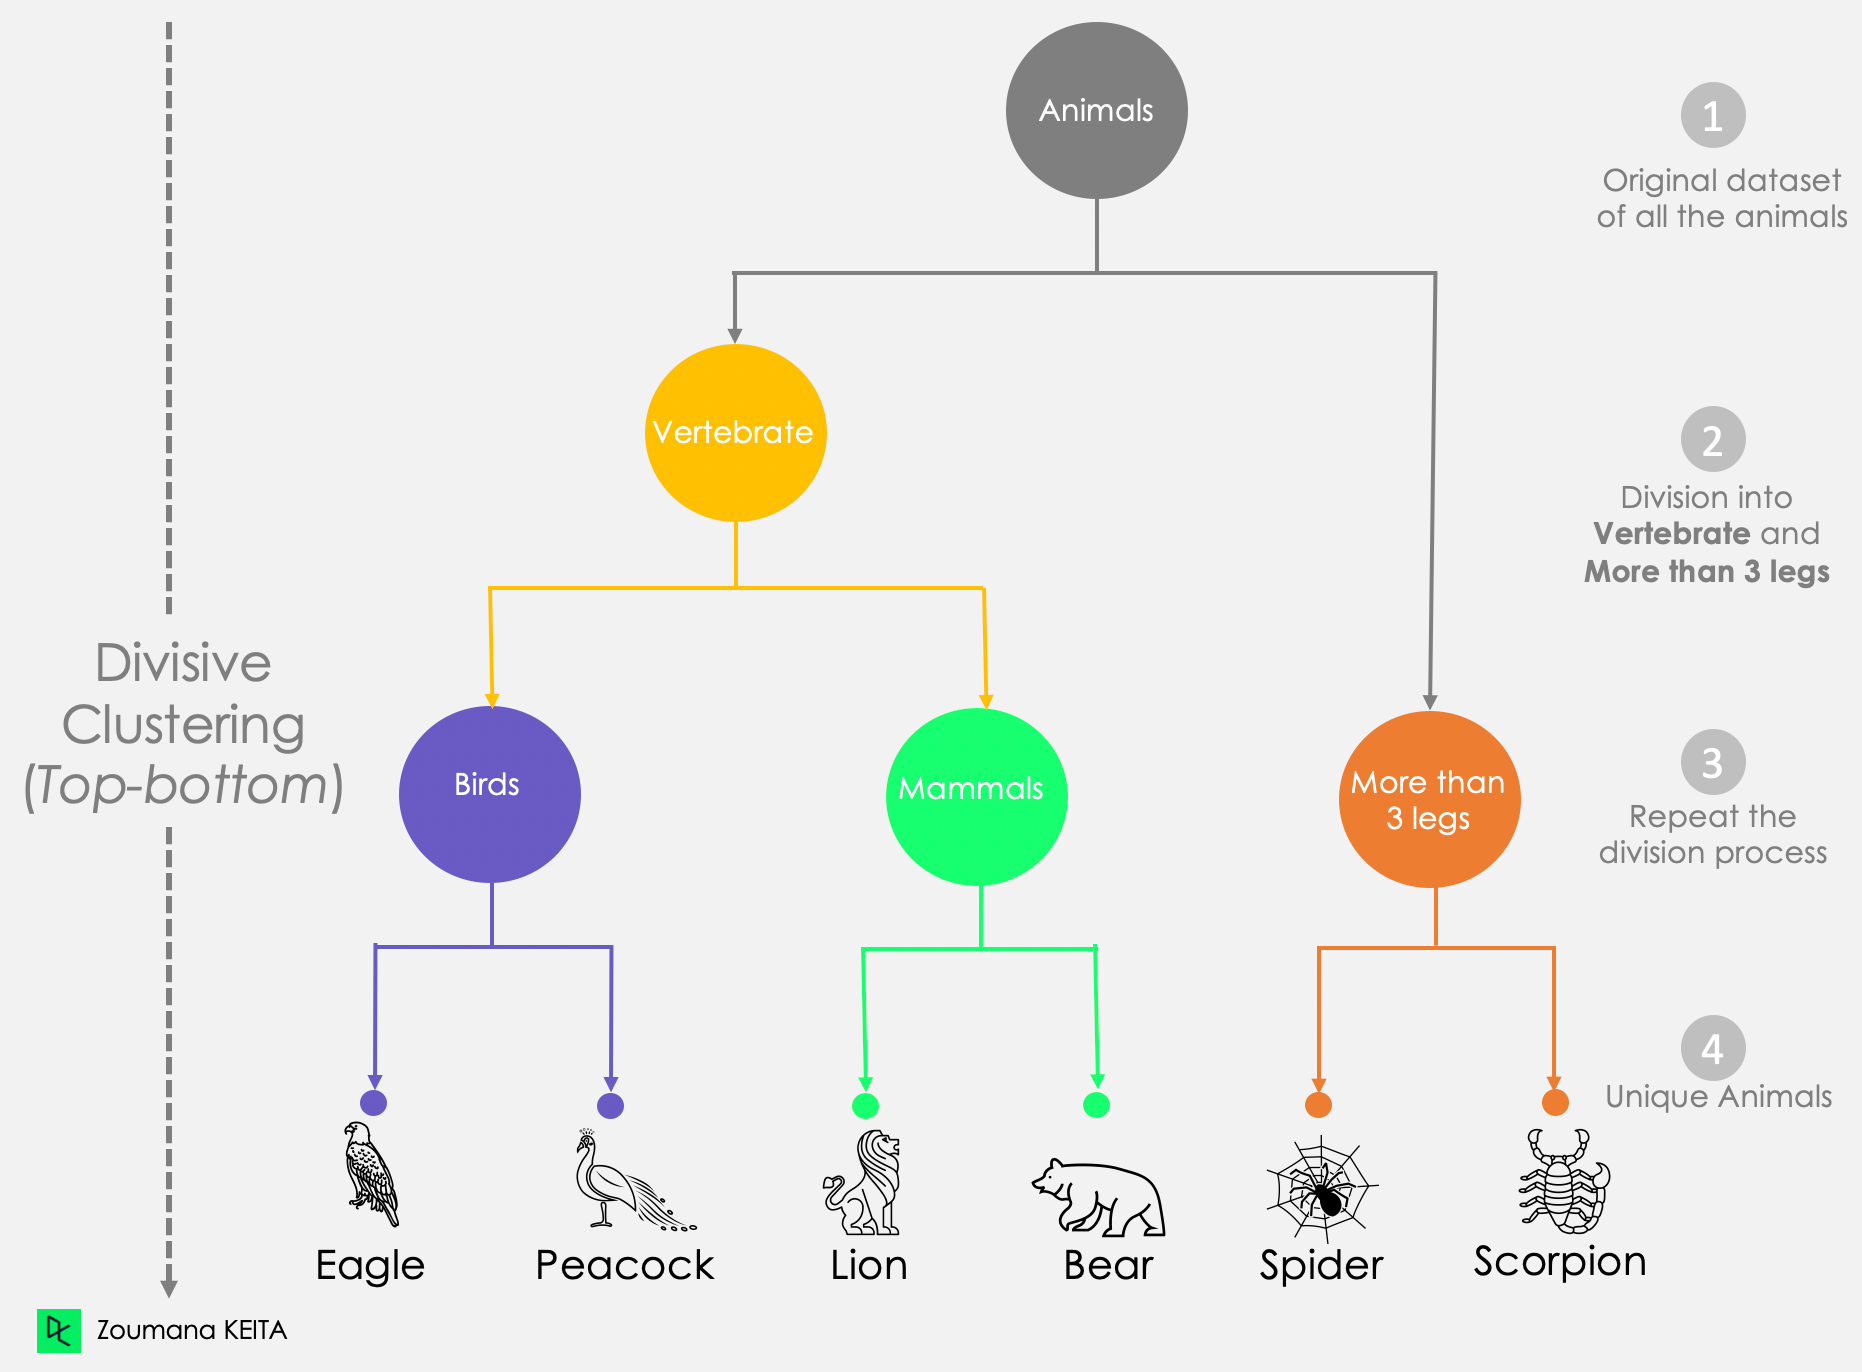 Animals
1
Original dataset
of all the animals
Vertebrate
2
Division into
Vertebrate and
More than 3 legs
Divisive
Clustering
(Top-bottom)
Birds
Mammals
More than
3 legs
3
Repeat the
division process
4
Unique Animals
Eagle
Peacock
Lion
Bear
Spider
Scorpion
Zoumana KEITA